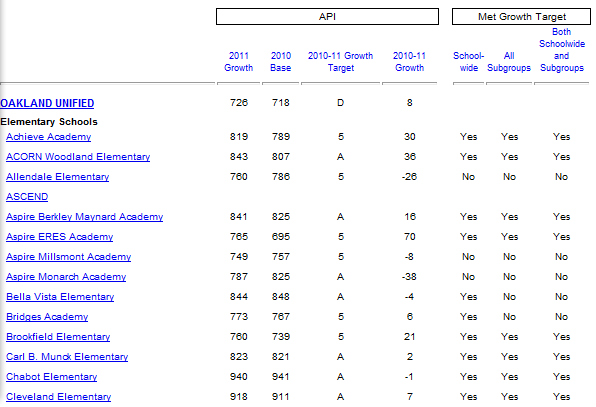 API Met Growth Target
2011 Growth 2010 Base 2010-11 Growth Target 2010-11 Growth School-wide All Subgroups Both Schoolwide and Subgroups
OAKLAND UNIFIED 726 718 D 8
Elementary Schools
Achieve Academy 819 789 5 30 Yes Yes Yes
ACORN Woodland Elementary 843 807 A 36 Yes Yes Yes
Allendale Elementary 760 786 5 -26 No No No
ASCEND
Aspire Berkley Maynard Academy 841 825 A 16 Yes Yes Yes
Aspire ERES Academy 765 695 5 70 Yes Yes Yes
Aspire Millsmont Academy 749 757 5 -8 No No No
Aspire Monarch Academy 787 825 A -38 No No No
Bella Vista Elementary 844 848 A -4 Yes No No
Bridges Academy 773 767 5 6 Yes No No
Brookfield Elementary 760 739 5 21 Yes Yes Yes
Carl B. Munck Elementary 823 821 A 2 Yes Yes Yes
Chabot Elementary 940 941 A -1 Yes Yes Yes
Cleveland Elementary 918 911 A 7 Yes Yes Yes